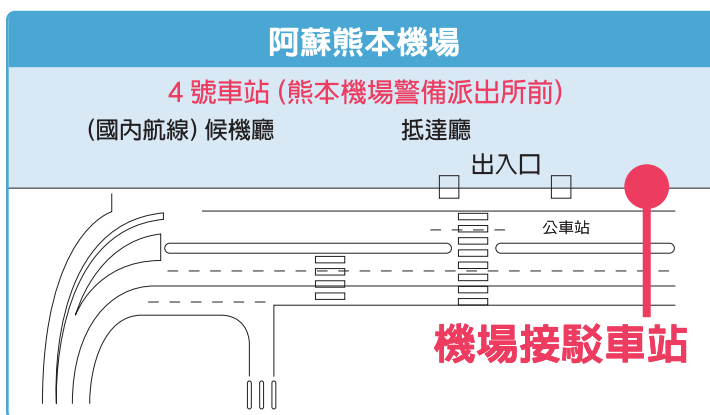 阿蘇熊本機場
4 號車站 (熊本機場警備派出所前)
(國內航線) 候機廳 抵達廳
出入口
公車站
機場接駁車站